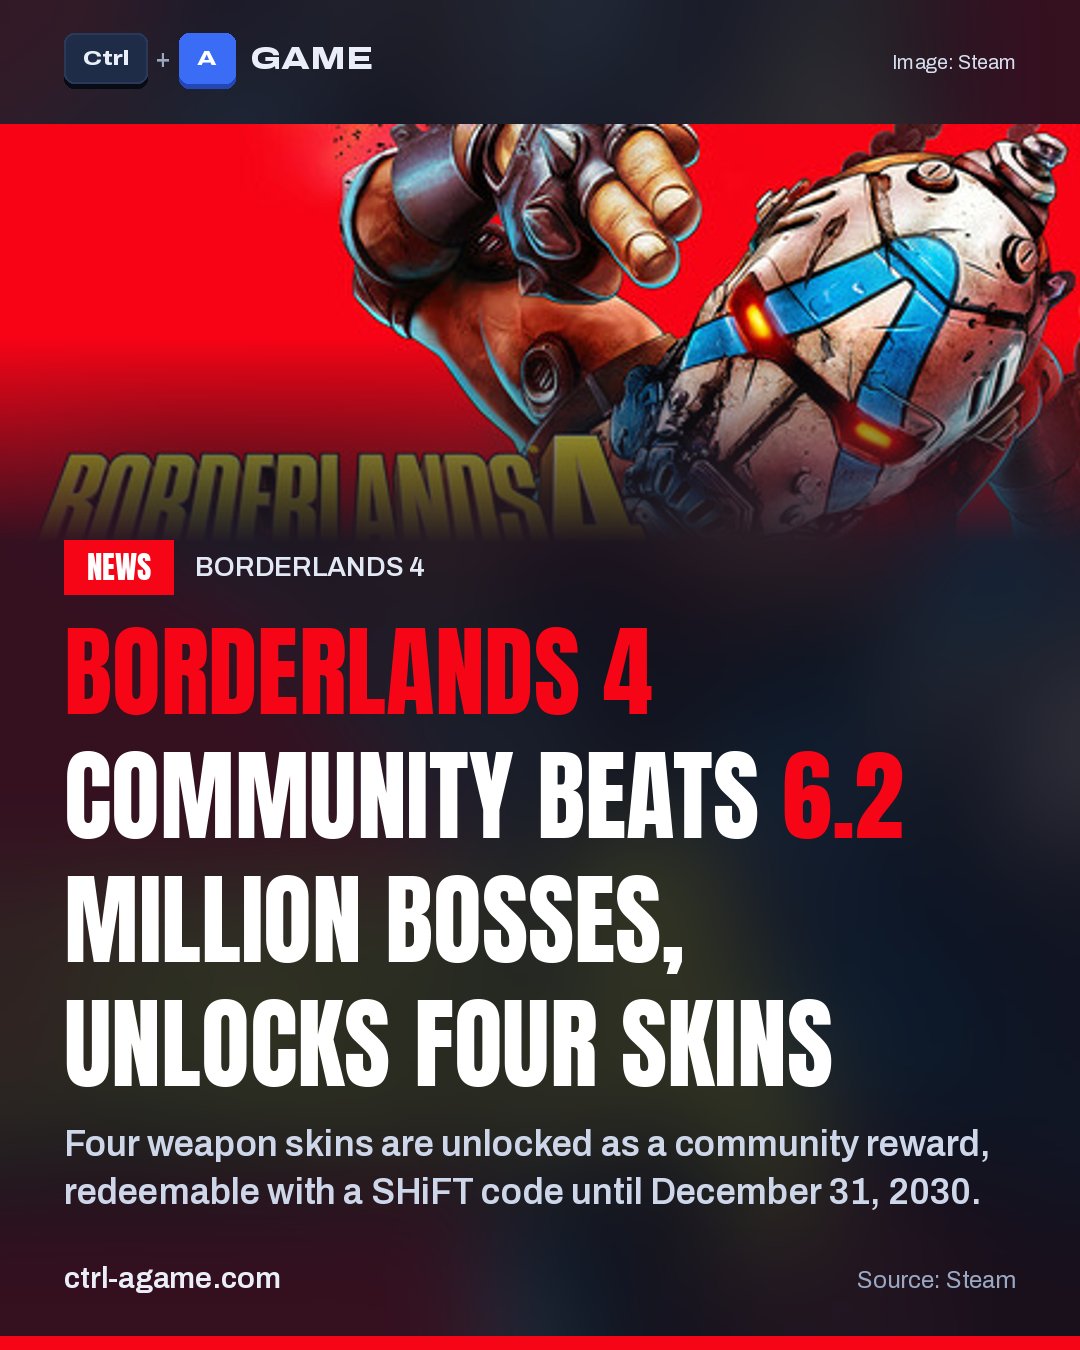 Ctrl + A GAME
Image: Steam
BORDERLANDS 4
NEWS BORDERLANDS 4
BORDERLANDS 4
COMMUNITY BEATS 6.2
MILLION BOSSES,
UNLOCKS FOUR SKINS
Four weapon skins are unlocked as a community reward,
redeemable with a SHiFT code until December 31, 2030.
ctrl-agame.com
Source: Steam